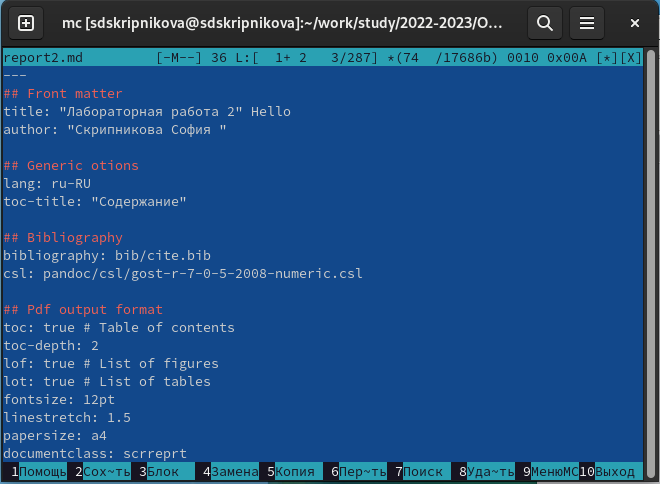 mc [sdskripnikova@sdskripnikova]:~/work/study/2022-2023/O...
report2.md [-M--] 36 L:[ 1+ 2 3/287] *(74 /17686b) 0010 0x00A [*][X]
---
## Front matter
title: "Лабораторная работа 2" Hello
author: "Скрипникова София "
## Generic otions
lang: ru-RU
toc-title: "Содержание"
## Bibliography
bibliography: bib/cite.bib
csl: pandoc/csl/gost-r-7-0-5-2008-numeric.csl
## Pdf output format
toc: true # Table of contents
toc-depth: 2
lof: true # List of figures
lot: true # List of tables
fontsize: 12pt
linestretch: 1.5
papersize: a4
documentclass: scrreprt
1Помощь 2Сох~ть 3Блок 4Замена 5Копия 6Пер~ть 7Поиск 8Уда~ть 9МенюMC 10Выход